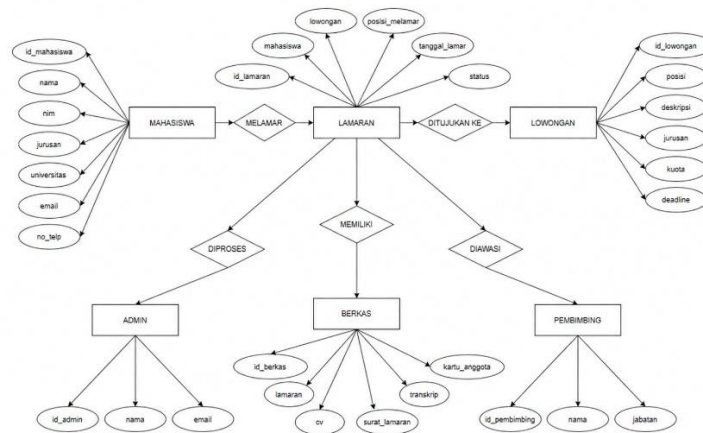 lowongan
posisi_melamar
id_mahasiswa
mahasiswa
tanggal_lamar
id_lowongan
nama
id_lamaran
status
posisi
nim
deskripsi
MAHASISWA
MELAMAR
LAMARAN
DITUJUKAN KE
LOWONGAN
jurusan
jurusan
universitas
kuota
email
deadline
no_telp
MEMILIKI
DIPROSES
DIAWASI
ADMIN
BERKAS
PEMBIMBING
id_berkas
kartu_anggota
lamaran
transkrip
id_admin
nama
email
cv
surat_lamaran
id_pembimbing
nama
jabatan